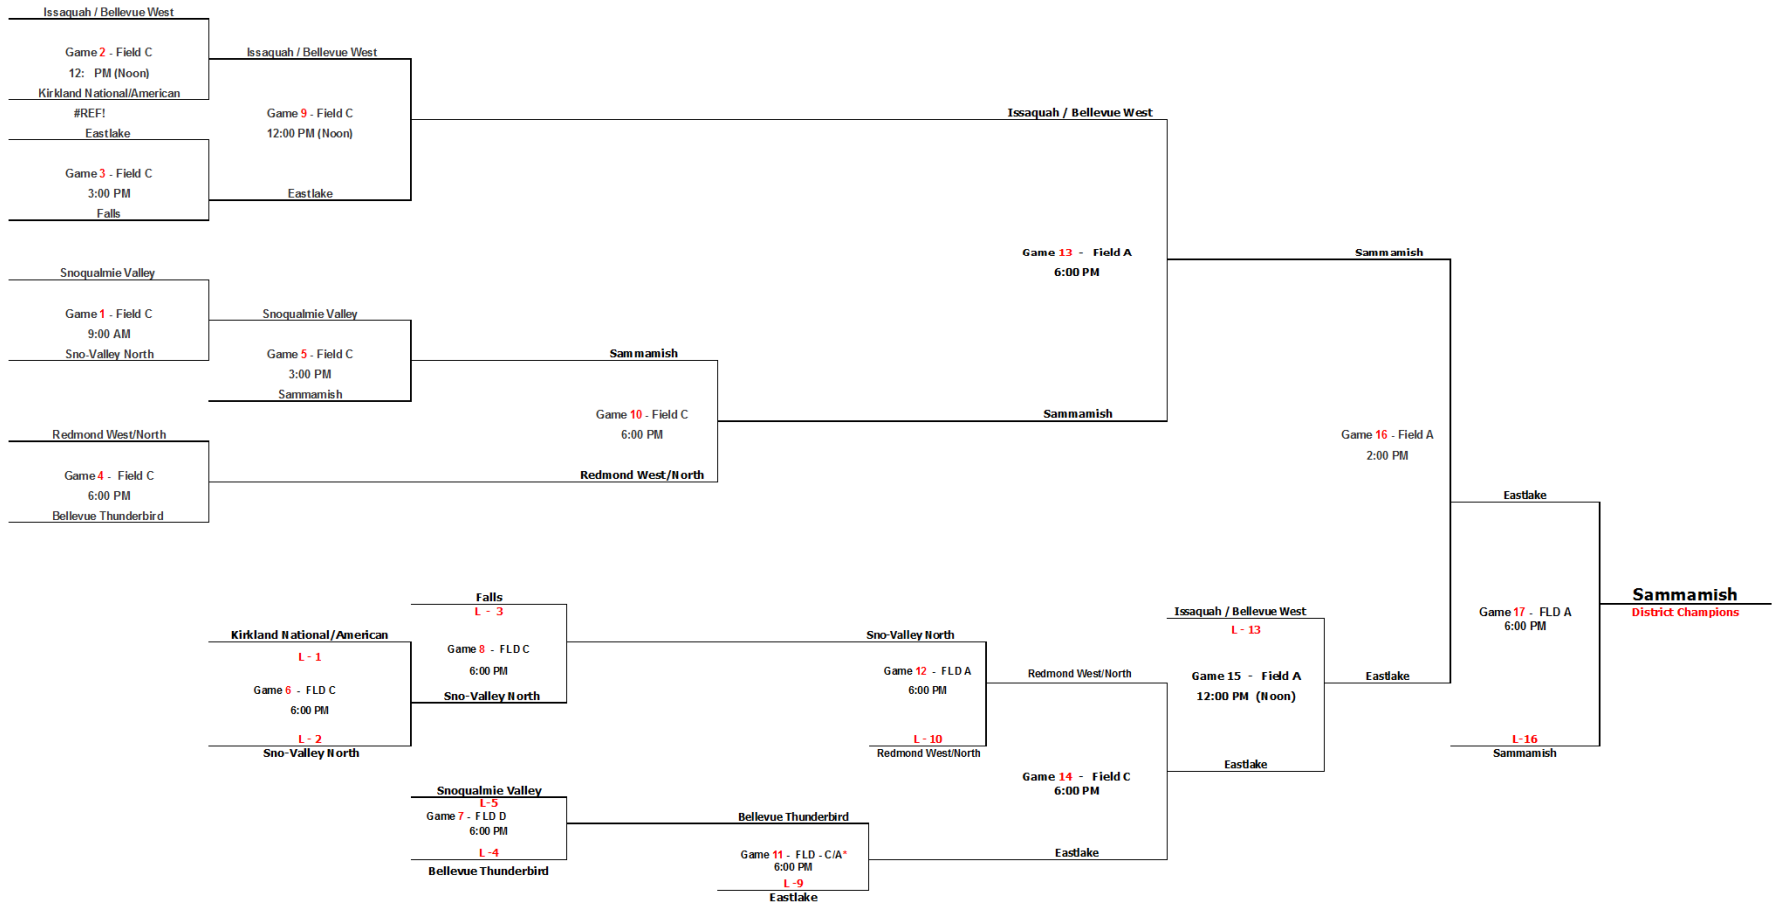 Issaquah / Bellevue West
Game 2 - Field C
12: PM (Noon)
Kirkland National/American
#REF!
Eastlake
Game 3 - Field C
3:00 PM
Falls
Issaquah / Bellevue West
Game 9 - Field C
12:00 PM (Noon)
Eastlake
Snoqualmie Valley
Game 1 - Field C
9:00 AM
Sno-Valley North
Snoqualmie Valley
Game 5 - Field C
3:00 PM
Sammamish
Redmond West/North
Game 4 - Field C
6:00 PM
Bellevue Thunderbird
Sammamish
Game 10 - Field C
6:00 PM
Redmond West/North
Issaquah / Bellevue West
Game 13 - Field A
6:00 PM
Sammamish
Sammamish
Game 16 - Field A
2:00 PM
Eastlake
Game 17 - FLD A
6:00 PM
L-16
Sammamish
Sammamish
District Champions
Falls
L - 3
Game 8 - FLD C
6:00 PM
Sno-Valley North
Kirkland National/American
L - 1
Game 6 - FLD C
6:00 PM
L - 2
Sno-Valley North
Snoqualmie Valley
L-5
Game 7 - FLD D
6:00 PM
L -4
Bellevue Thunderbird
Sno-Valley North
Game 12 - FLD A
6:00 PM
L - 10
Redmond West/North
Bellevue Thunderbird
Game 11 - FLD - C/A*
6:00 PM
L -9
Eastlake
Redmond West/North
Game 14 - Field C
6:00 PM
Eastlake
Issaquah / Bellevue West
L - 13
Game 15 - Field A
12:00 PM (Noon)
Eastlake
Eastlake